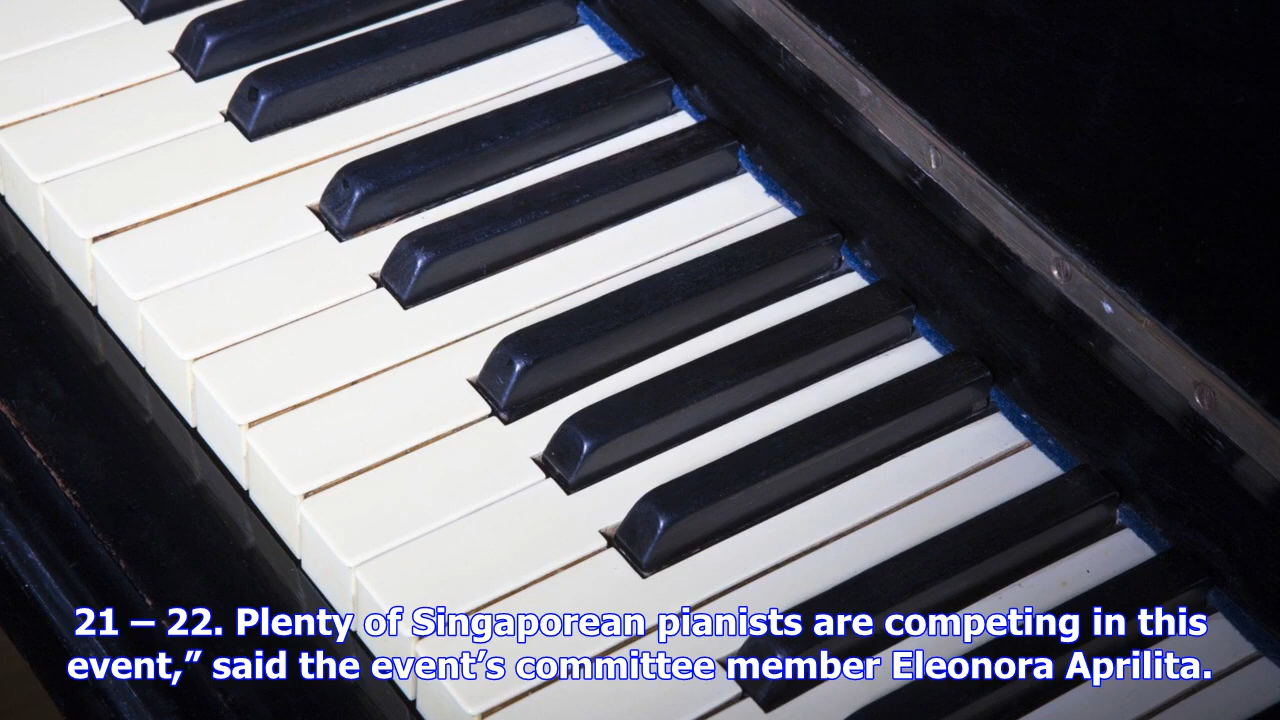 21 – 22. Plenty of Singaporean pianists are competing in this
event,” said the event’s committee member Eleonora Aprilita.